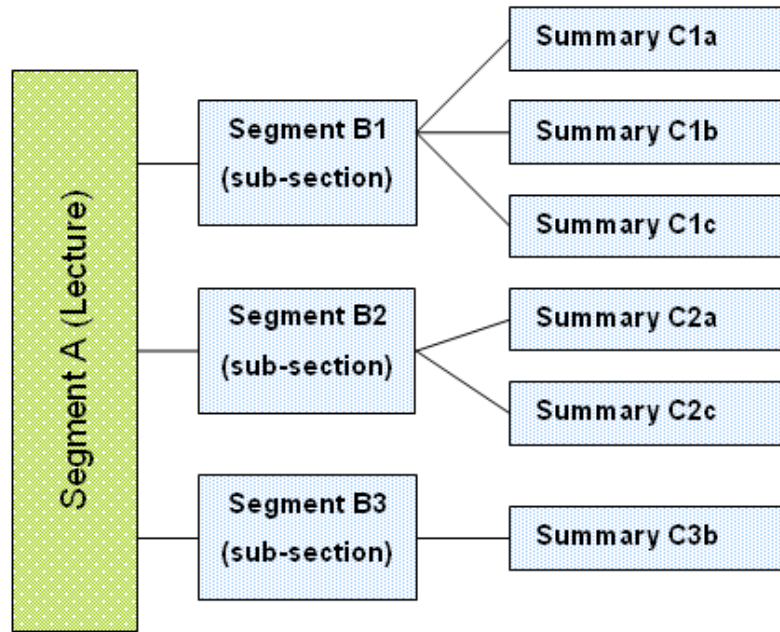 Segment A (Lecture)
Segment B1
(sub-section)
Summary C1a
Summary C1b
Summary C1c
Segment B2
(sub-section)
Summary C2a
Summary C2c
Segment B3
(sub-section)
Summary C3b